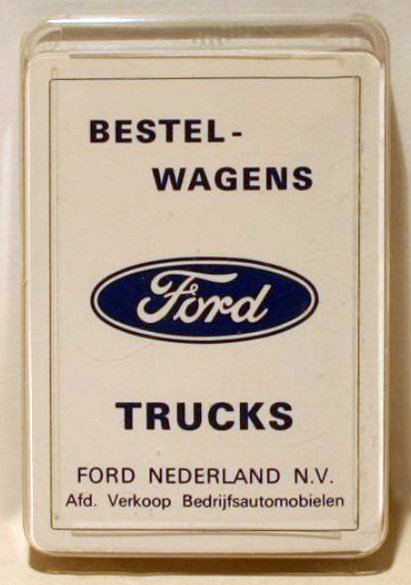 BESTEL-
WAGENS
Ford
TRUCKS
FORD NEDERLAND N.V.
Afd. Verkoop Bedrijfsautomobielen